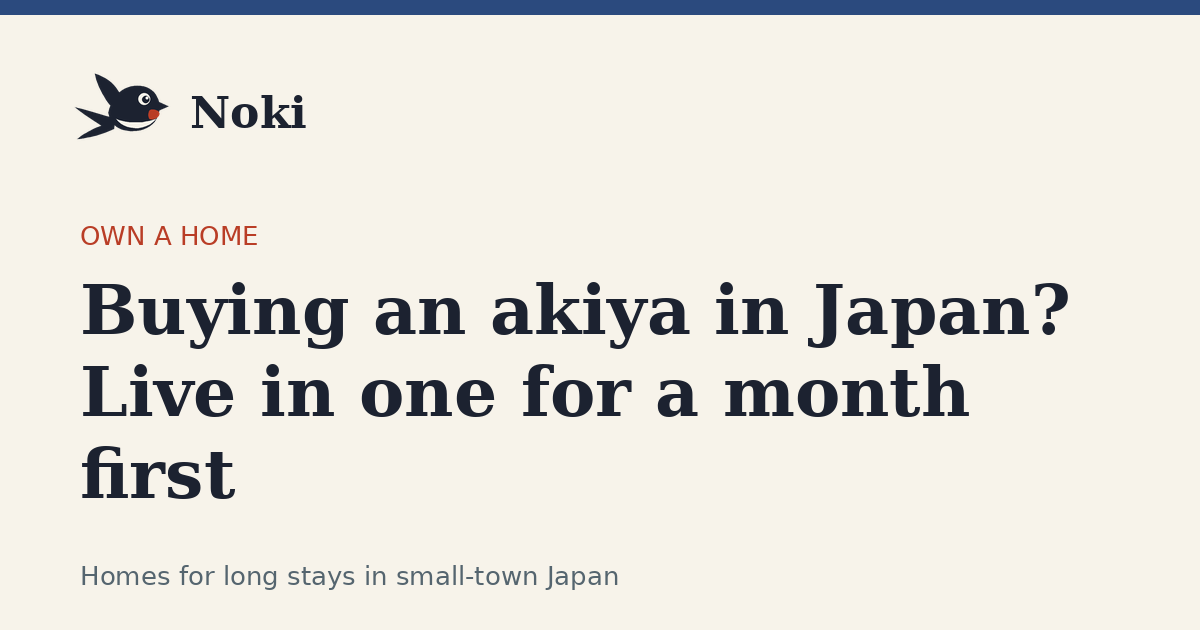 Noki
OWN A HOME
Buying an akiya in Japan?
Live in one for a month
first
Homes for long stays in small-town Japan